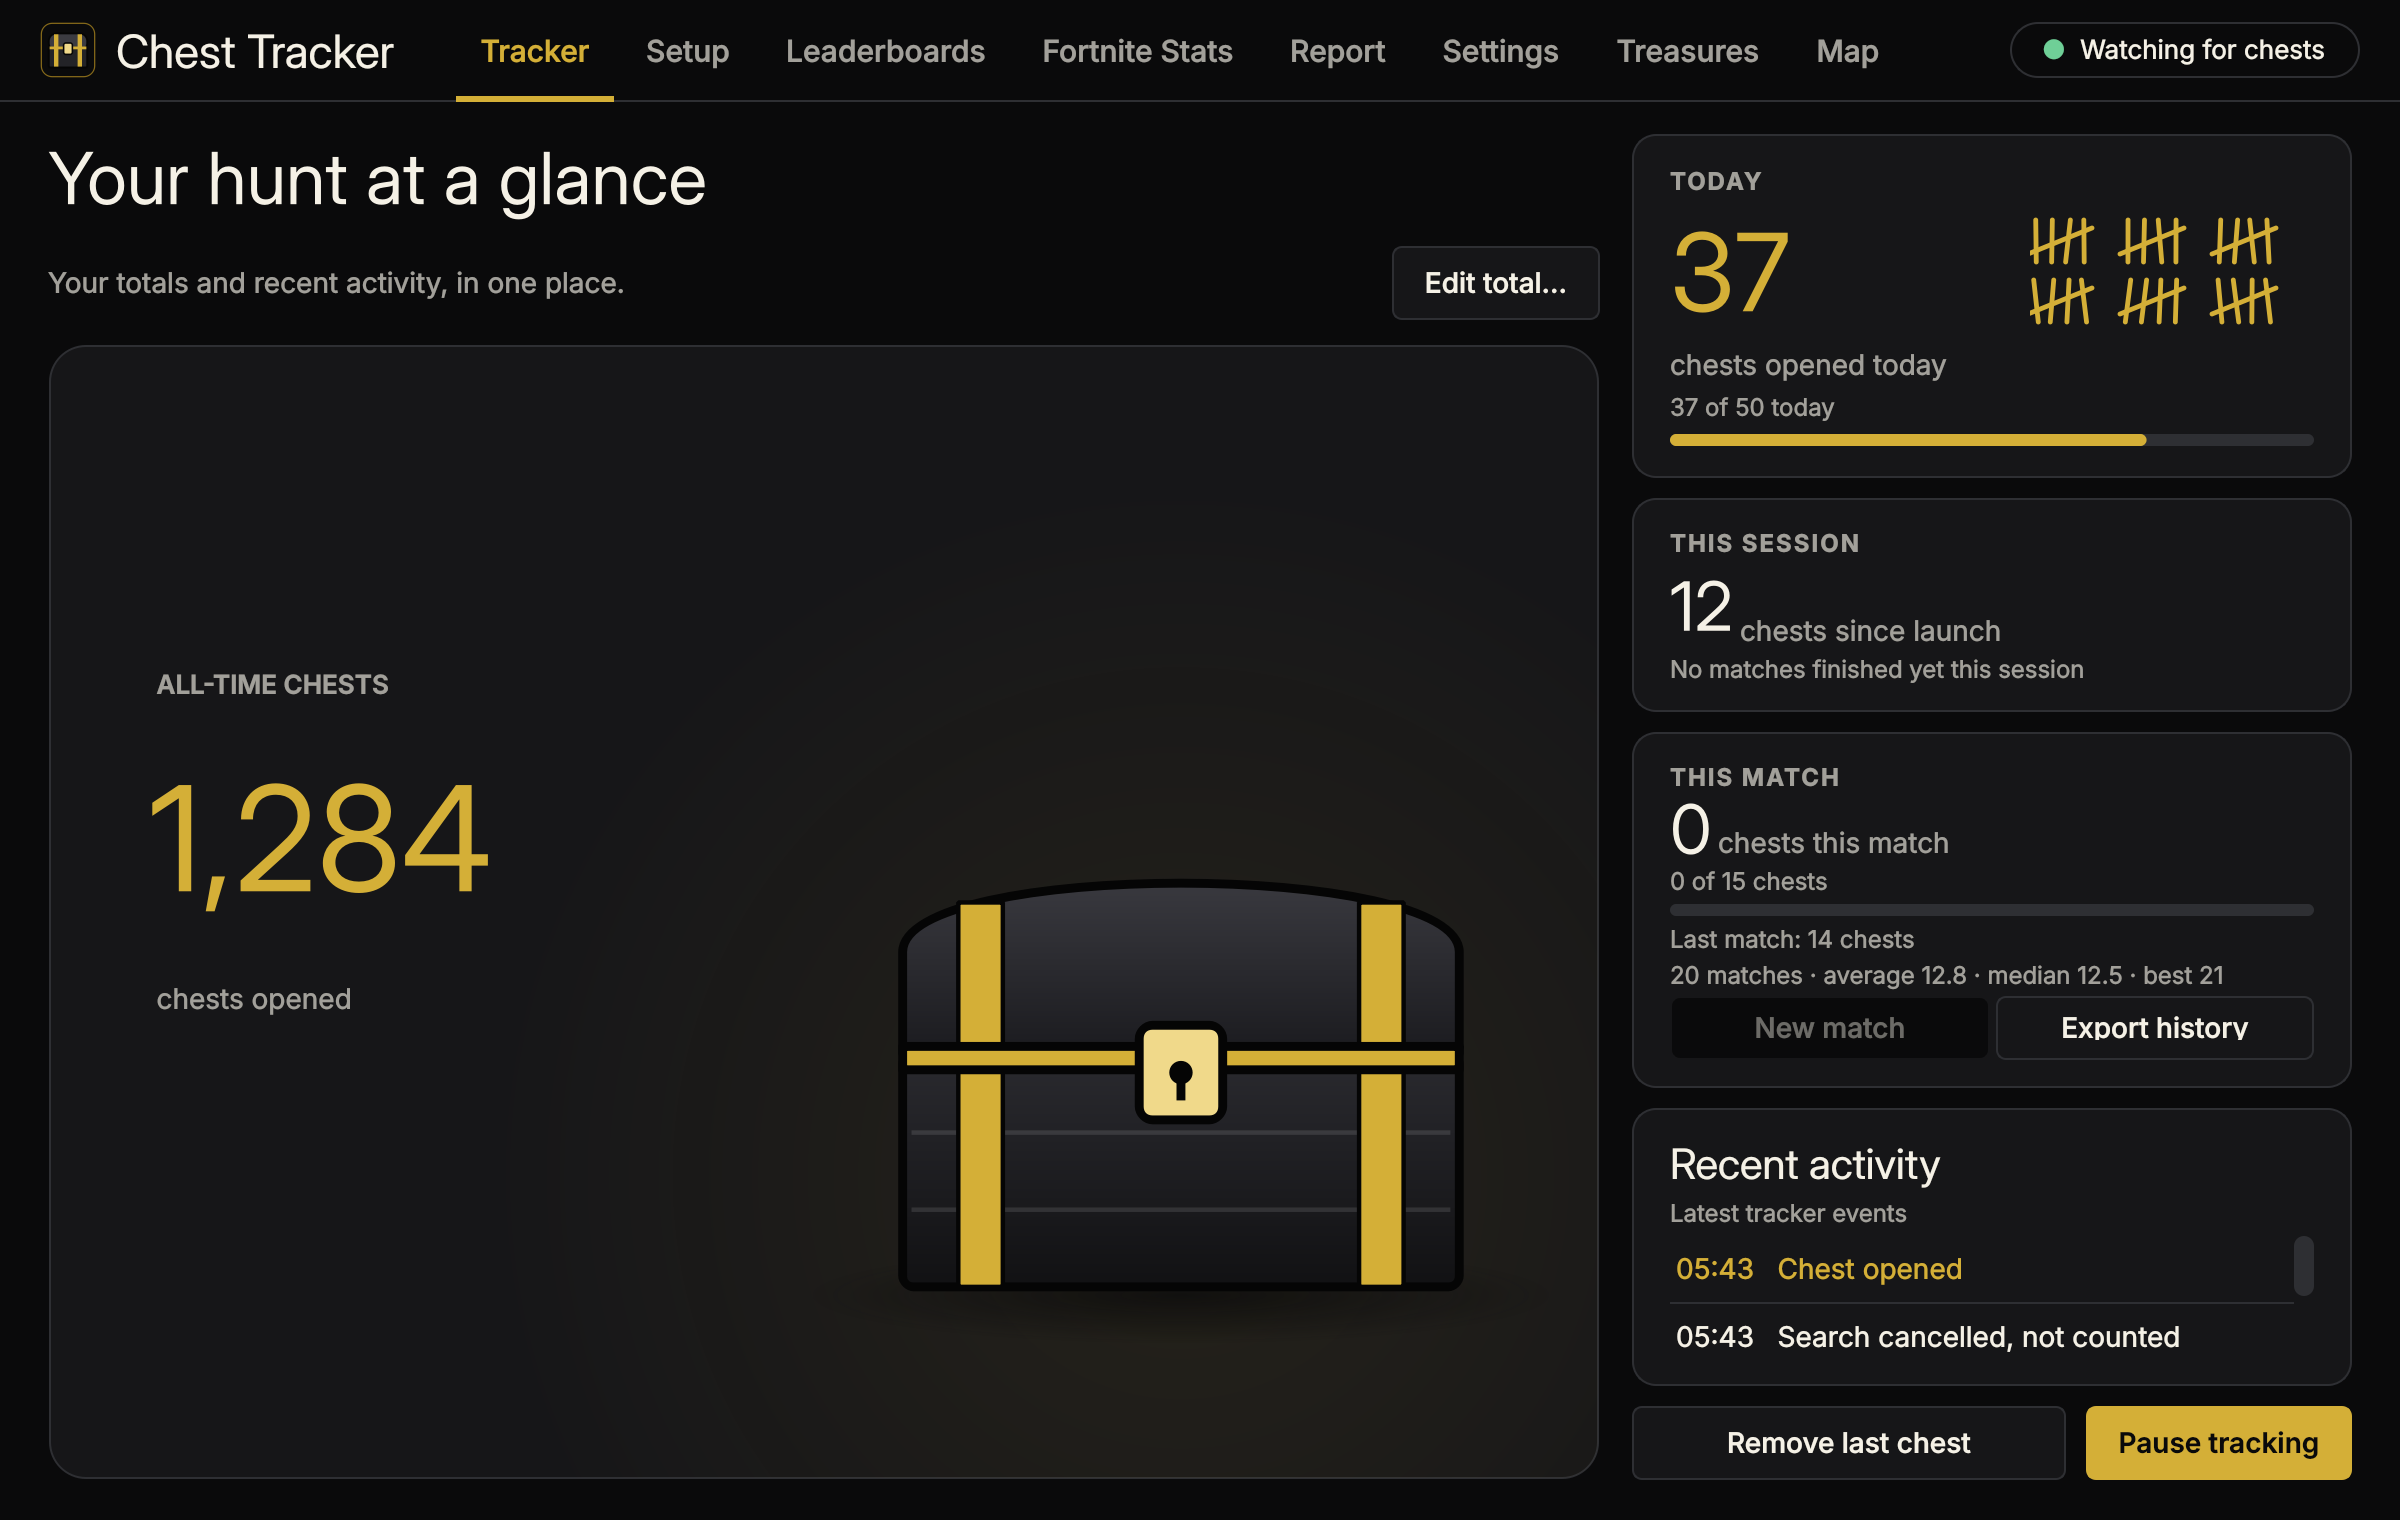 Chest Tracker
Tracker
Setup
Leaderboards
Fortnite Stats
Report
Settings
Treasures
Map
Watching for chests
Your hunt at a glance
Your totals and recent activity, in one place.
Edit total...
ALL-TIME CHESTS
1,284
chests opened
TODAY
37
chests opened today
37 of 50 today
THIS SESSION
12 chests since launch
No matches finished yet this session
THIS MATCH
0 chests this match
0 of 15 chests
Last match: 14 chests
20 matches · average 12.8 · median 12.5 · best 21
New match
Export history
Recent activity
Latest tracker events
05:43 Chest opened
05:43 Search cancelled, not counted
Remove last chest
Pause tracking